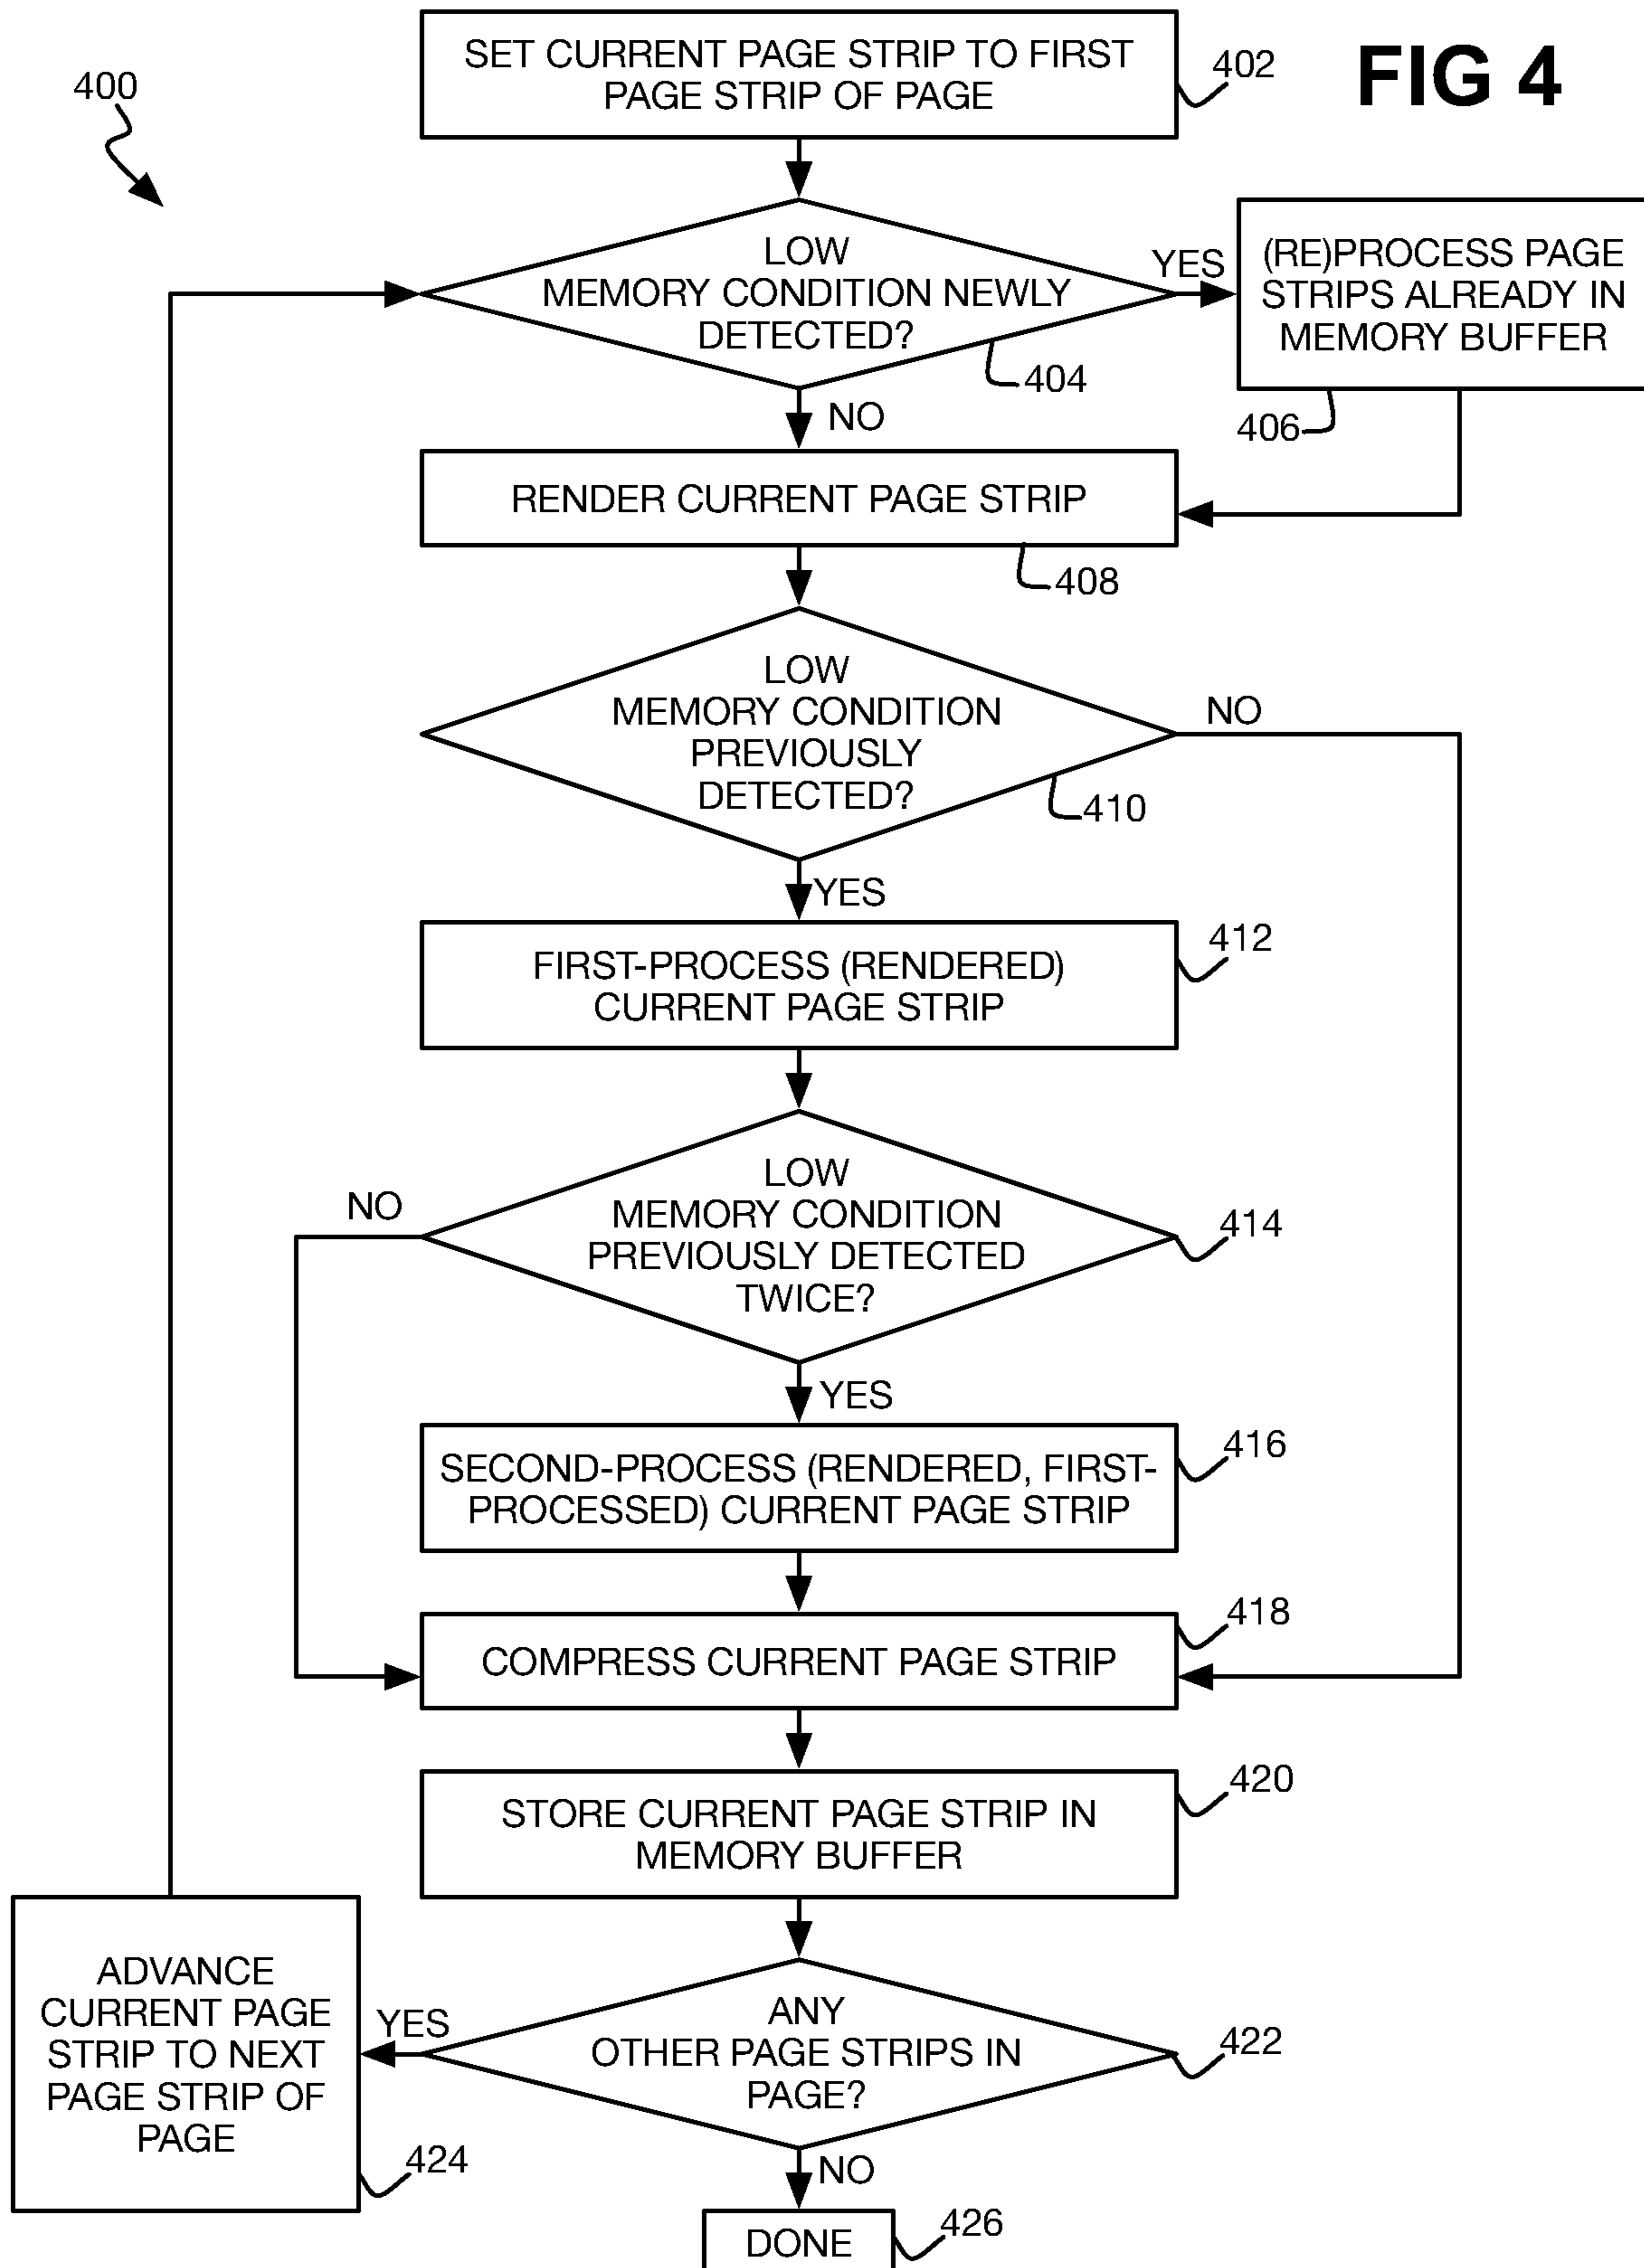 SET CURRENT PAGE STRIP TO FIRST
PAGE STRIP OF PAGE
402
FIG 4
400
LOW
MEMORY CONDITION NEWLY
DETECTED?
404
YES
(RE)PROCESS PAGE
STRIPS ALREADY IN
MEMORY BUFFER
406
NO
RENDER CURRENT PAGE STRIP
408
LOW
MEMORY CONDITION
PREVIOUSLY
DETECTED?
410
NO
YES
FIRST-PROCESS (RENDERED)
CURRENT PAGE STRIP
412
LOW
MEMORY CONDITION
PREVIOUSLY DETECTED
TWICE?
414
NO
YES
SECOND-PROCESS (RENDERED, FIRST-
PROCESSED) CURRENT PAGE STRIP
416
COMPRESS CURRENT PAGE STRIP
418
STORE CURRENT PAGE STRIP IN
MEMORY BUFFER
420
ANY
OTHER PAGE STRIPS IN
PAGE?
422
YES
ADVANCE
CURRENT PAGE
STRIP TO NEXT
PAGE STRIP OF
PAGE
424
NO
DONE
426